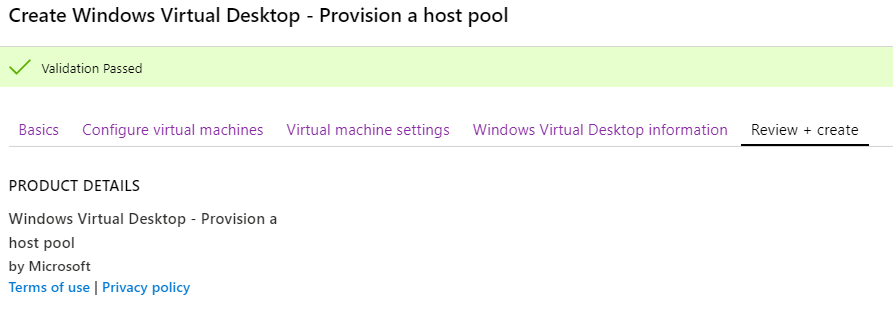 Create Windows Virtual Desktop - Provision a host pool
Validation Passed
Basics Configure virtual machines Virtual machine settings Windows Virtual Desktop information Review + create
PRODUCT DETAILS
Windows Virtual Desktop - Provision a
host pool
by Microsoft
Terms of use | Privacy policy